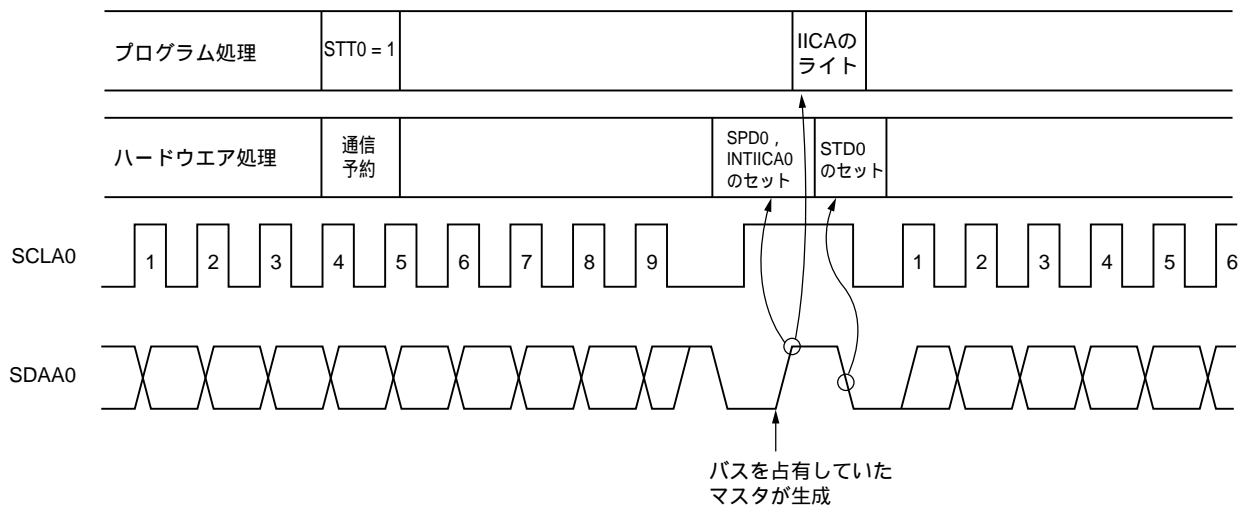 プログラム処理
STT0 = 1
IICAの
ライト
ハードウエア処理
通信
予約
SPD0 ,
INTIICA0
のセット
STD0
のセット
SCLA0
1 2 3 4 5 6 7 8 9 1 2 3 4 5 6
SDAA0
バスを占有していた
マスタが生成